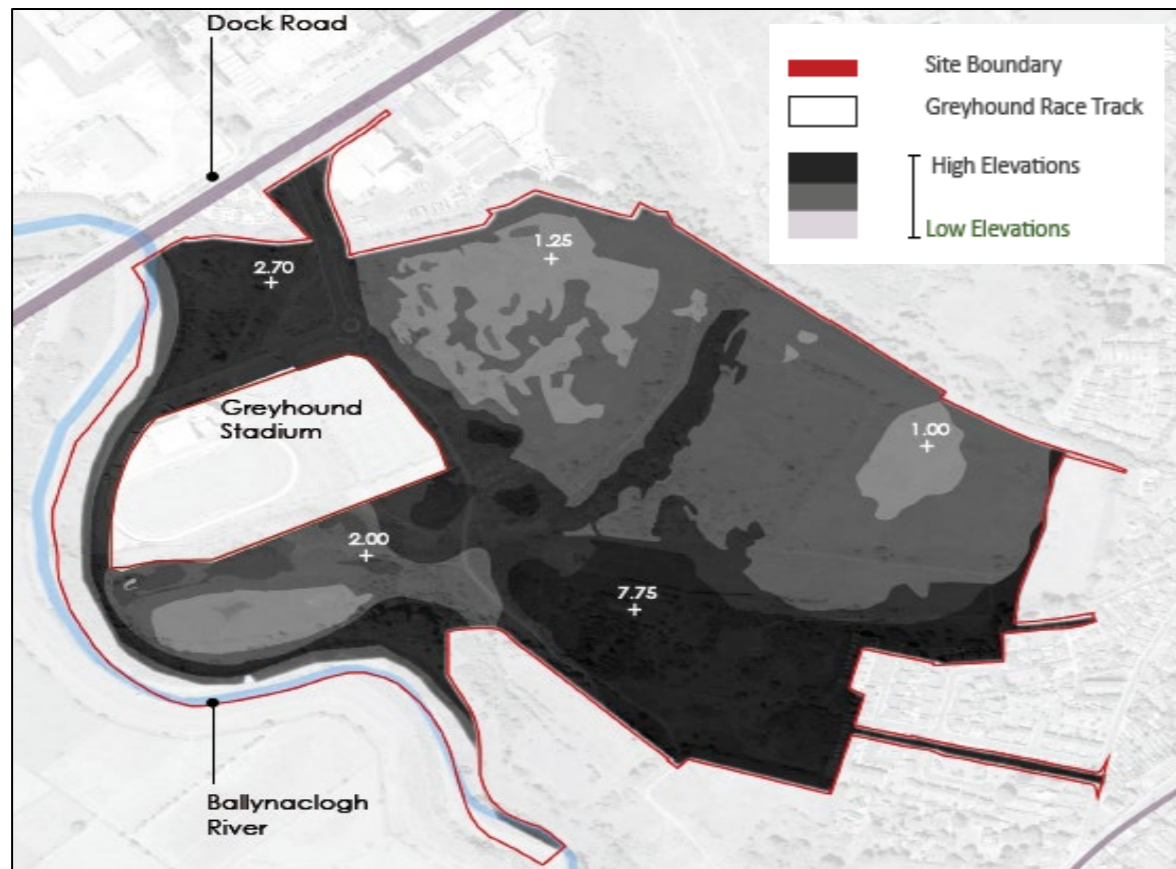 Dock Road
Site Boundary
Greyhound Race Track
High Elevations
Low Elevations
1.25
2.70
Greyhound
Stadium
1.00
2.00
7.75
Ballynaclogh
River